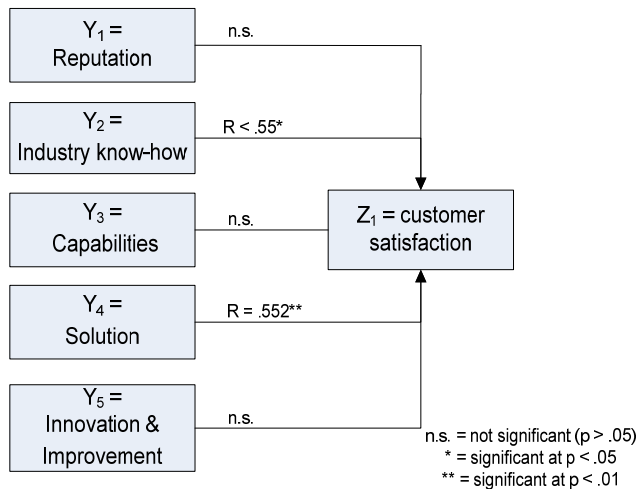 Y₁ =
Reputation
n.s.
Y₂ =
Industry know-how
R < .55*
Y₃ =
Capabilities
n.s.
Z₁ = customer
satisfaction
Y₄ =
Solution
R = .552**
Y₅ =
Innovation &
Improvement
n.s.
n.s. = not significant (p > .05)
* = significant at p < .05
** = significant at p < .01